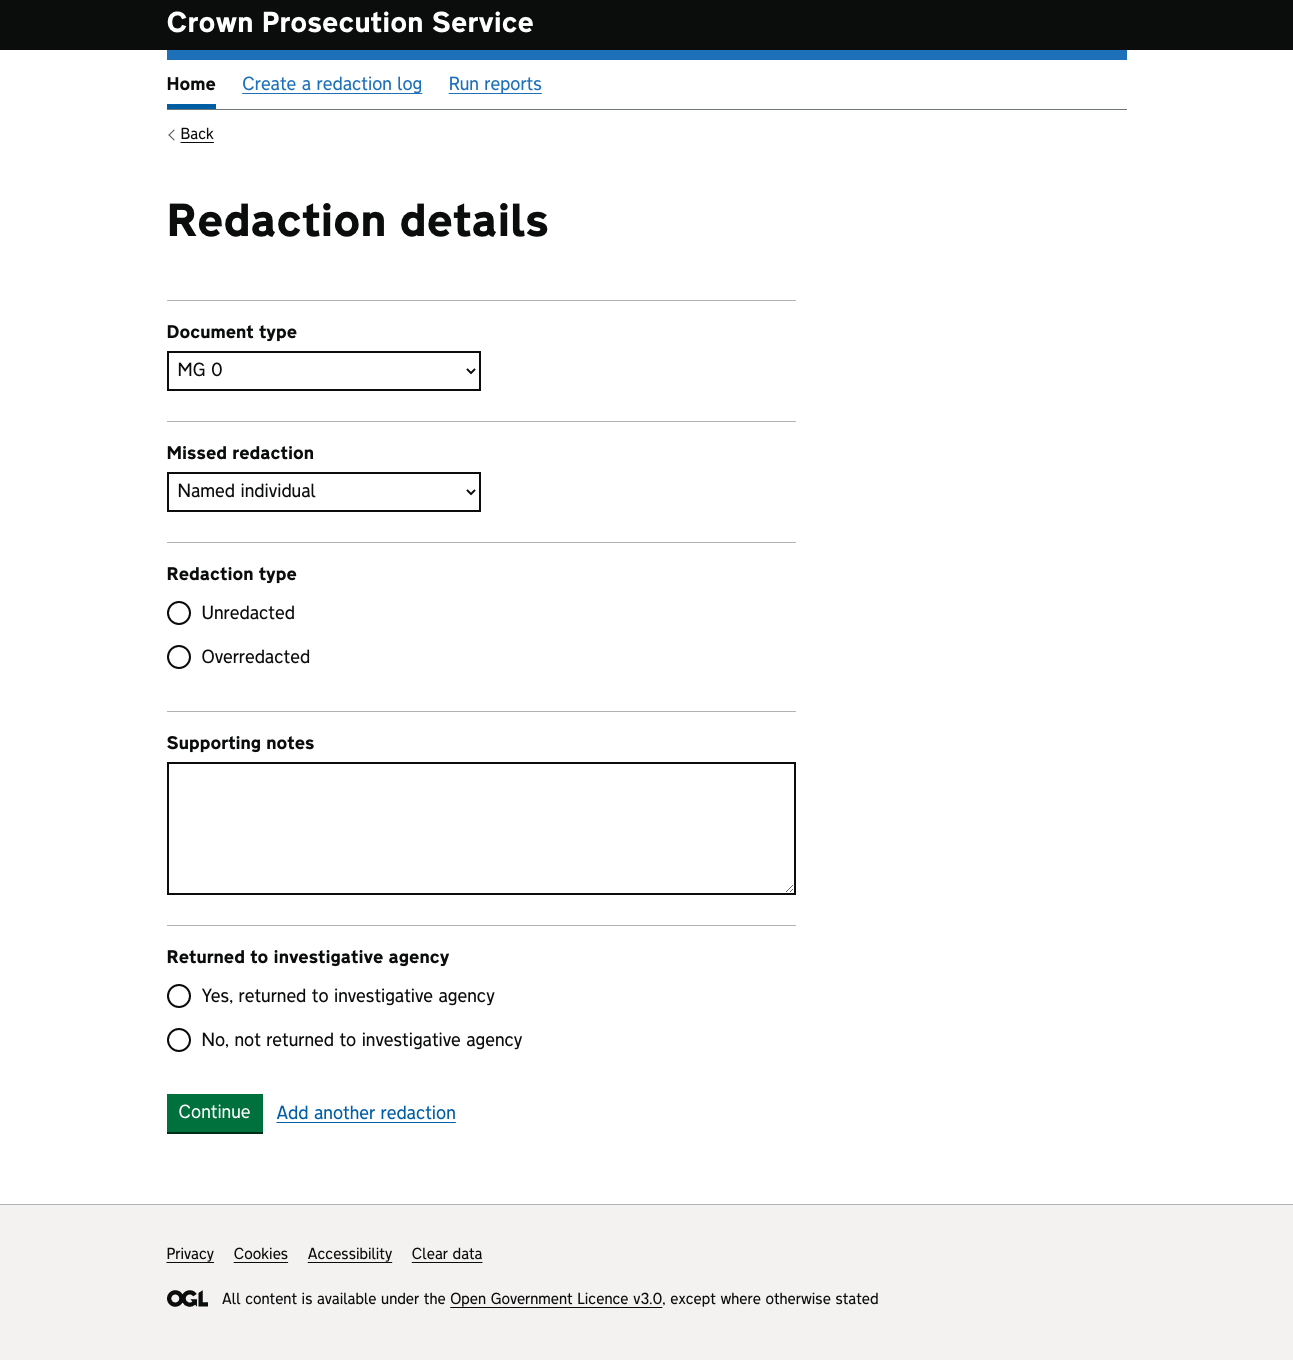 Crown Prosecution Service
Home Create a redaction log Run reports
Back
Redaction details
Document type
MG 0
Missed redaction
Named individual
Redaction type
Unredacted
Overredacted
Supporting notes
Returned to investigative agency
Yes, returned to investigative agency
No, not returned to investigative agency
Continue Add another redaction
Privacy Cookies Accessibility Clear data
OGL All content is available under the Open Government Licence v3.0, except where otherwise stated